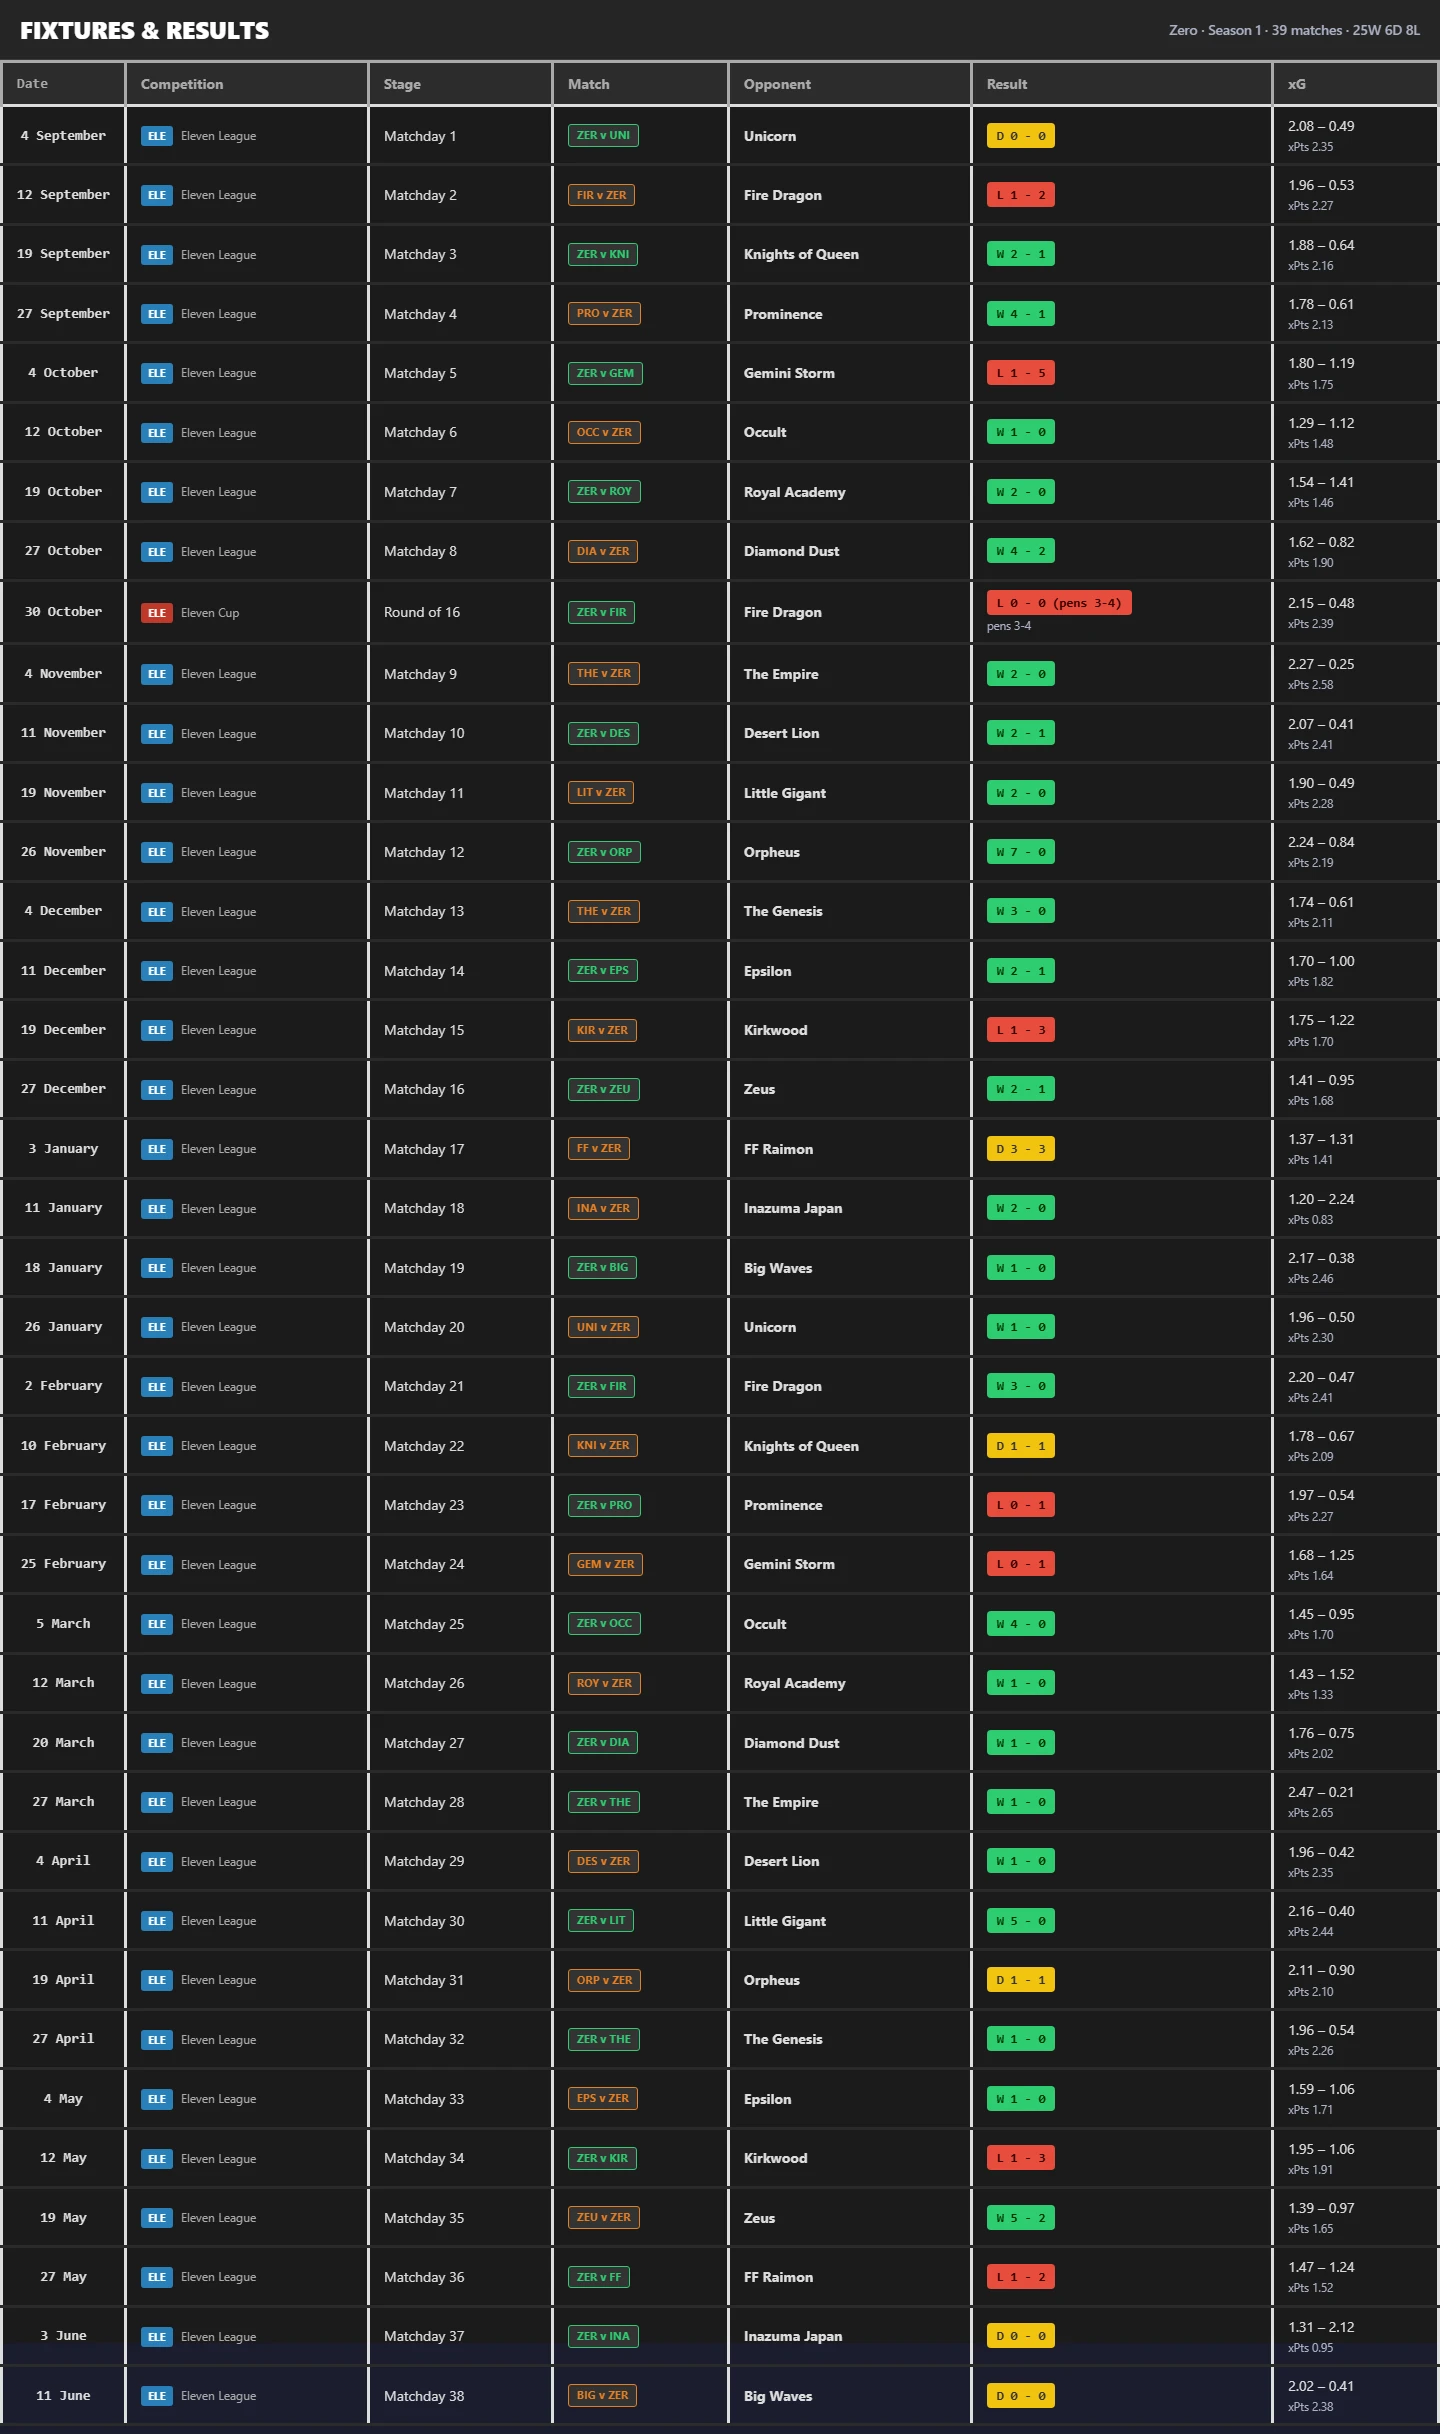 FIXTURES & RESULTS
Zero · Season 1 · 39 matches · 25W 6D 8L
Date Competition Stage Match Opponent Result xG
4 September ELE Eleven League Matchday 1 ZER v UNI Unicorn D 0 - 0 2.08 – 0.49
xPts 2.35
12 September ELE Eleven League Matchday 2 FIR v ZER Fire Dragon L 1 - 2 1.96 – 0.53
xPts 2.27
19 September ELE Eleven League Matchday 3 ZER v KNI Knights of Queen W 2 - 1 1.88 – 0.64
xPts 2.16
27 September ELE Eleven League Matchday 4 PRO v ZER Prominence W 4 - 1 1.78 – 0.61
xPts 2.13
4 October ELE Eleven League Matchday 5 ZER v GEM Gemini Storm L 1 - 5 1.80 – 1.19
xPts 1.75
12 October ELE Eleven League Matchday 6 OCC v ZER Occult W 1 - 0 1.29 – 1.12
xPts 1.48
19 October ELE Eleven League Matchday 7 ZER v ROY Royal Academy W 2 - 0 1.54 – 1.41
xPts 1.46
27 October ELE Eleven League Matchday 8 DIA v ZER Diamond Dust W 4 - 2 1.62 – 0.82
xPts 1.90
30 October ELE Eleven Cup Round of 16 ZER v FIR Fire Dragon L 0 - 0 (pens 3-4) 2.15 – 0.48
pens 3-4 xPts 2.39
4 November ELE Eleven League Matchday 9 THE v ZER The Empire W 2 - 0 2.27 – 0.25
xPts 2.58
11 November ELE Eleven League Matchday 10 ZER v DES Desert Lion W 2 - 1 2.07 – 0.41
xPts 2.41
19 November ELE Eleven League Matchday 11 LIT v ZER Little Gigant W 2 - 0 1.90 – 0.49
xPts 2.28
26 November ELE Eleven League Matchday 12 ZER v ORP Orpheus W 7 - 0 2.24 – 0.84
xPts 2.19
4 December ELE Eleven League Matchday 13 THE v ZER The Genesis W 3 - 0 1.74 – 0.61
xPts 2.11
11 December ELE Eleven League Matchday 14 ZER v EPS Epsilon W 2 - 1 1.70 – 1.00
xPts 1.82
19 December ELE Eleven League Matchday 15 KIR v ZER Kirkwood L 1 - 3 1.75 – 1.22
xPts 1.70
27 December ELE Eleven League Matchday 16 ZER v ZEU Zeus W 2 - 1 1.41 – 0.95
xPts 1.68
3 January ELE Eleven League Matchday 17 FF v ZER FF Raimon D 3 - 3 1.37 – 1.31
xPts 1.41
11 January ELE Eleven League Matchday 18 INA v ZER Inazuma Japan W 2 - 0 1.20 – 2.24
xPts 0.83
18 January ELE Eleven League Matchday 19 ZER v BIG Big Waves W 1 - 0 2.17 – 0.38
xPts 2.46
26 January ELE Eleven League Matchday 20 UNI v ZER Unicorn W 1 - 0 1.96 – 0.50
xPts 2.30
2 February ELE Eleven League Matchday 21 ZER v FIR Fire Dragon W 3 - 0 2.20 – 0.47
xPts 2.41
10 February ELE Eleven League Matchday 22 KNI v ZER Knights of Queen D 1 - 1 1.78 – 0.67
xPts 2.09
17 February ELE Eleven League Matchday 23 ZER v PRO Prominence L 0 - 1 1.97 – 0.54
xPts 2.27
25 February ELE Eleven League Matchday 24 GEM v ZER Gemini Storm L 0 - 1 1.68 – 1.25
xPts 1.64
5 March ELE Eleven League Matchday 25 ZER v OCC Occult W 4 - 0 1.45 – 0.95
xPts 1.70
12 March ELE Eleven League Matchday 26 ROY v ZER Royal Academy W 1 - 0 1.43 – 1.52
xPts 1.33
20 March ELE Eleven League Matchday 27 ZER v DIA Diamond Dust W 1 - 0 1.76 – 0.75
xPts 2.02
27 March ELE Eleven League Matchday 28 ZER v THE The Empire W 1 - 0 2.47 – 0.21
xPts 2.65
4 April ELE Eleven League Matchday 29 DES v ZER Desert Lion W 1 - 0 1.96 – 0.42
xPts 2.35
11 April ELE Eleven League Matchday 30 ZER v LIT Little Gigant W 5 - 0 2.16 – 0.40
xPts 2.44
19 April ELE Eleven League Matchday 31 ORP v ZER Orpheus D 1 - 1 2.11 – 0.90
xPts 2.10
27 April ELE Eleven League Matchday 32 ZER v THE The Genesis W 1 - 0 1.96 – 0.54
xPts 2.26
4 May ELE Eleven League Matchday 33 EPS v ZER Epsilon W 1 - 0 1.59 – 1.06
xPts 1.71
12 May ELE Eleven League Matchday 34 ZER v KIR Kirkwood L 1 - 3 1.95 – 1.06
xPts 1.91
19 May ELE Eleven League Matchday 35 ZEU v ZER Zeus W 5 - 2 1.39 – 0.97
xPts 1.65
27 May ELE Eleven League Matchday 36 ZER v FF FF Raimon L 1 - 2 1.47 – 1.24
xPts 1.52
3 June ELE Eleven League Matchday 37 ZER v INA Inazuma Japan D 0 - 0 1.31 – 2.12
xPts 0.95
11 June ELE Eleven League Matchday 38 BIG v ZER Big Waves D 0 - 0 2.02 – 0.41
xPts 2.38